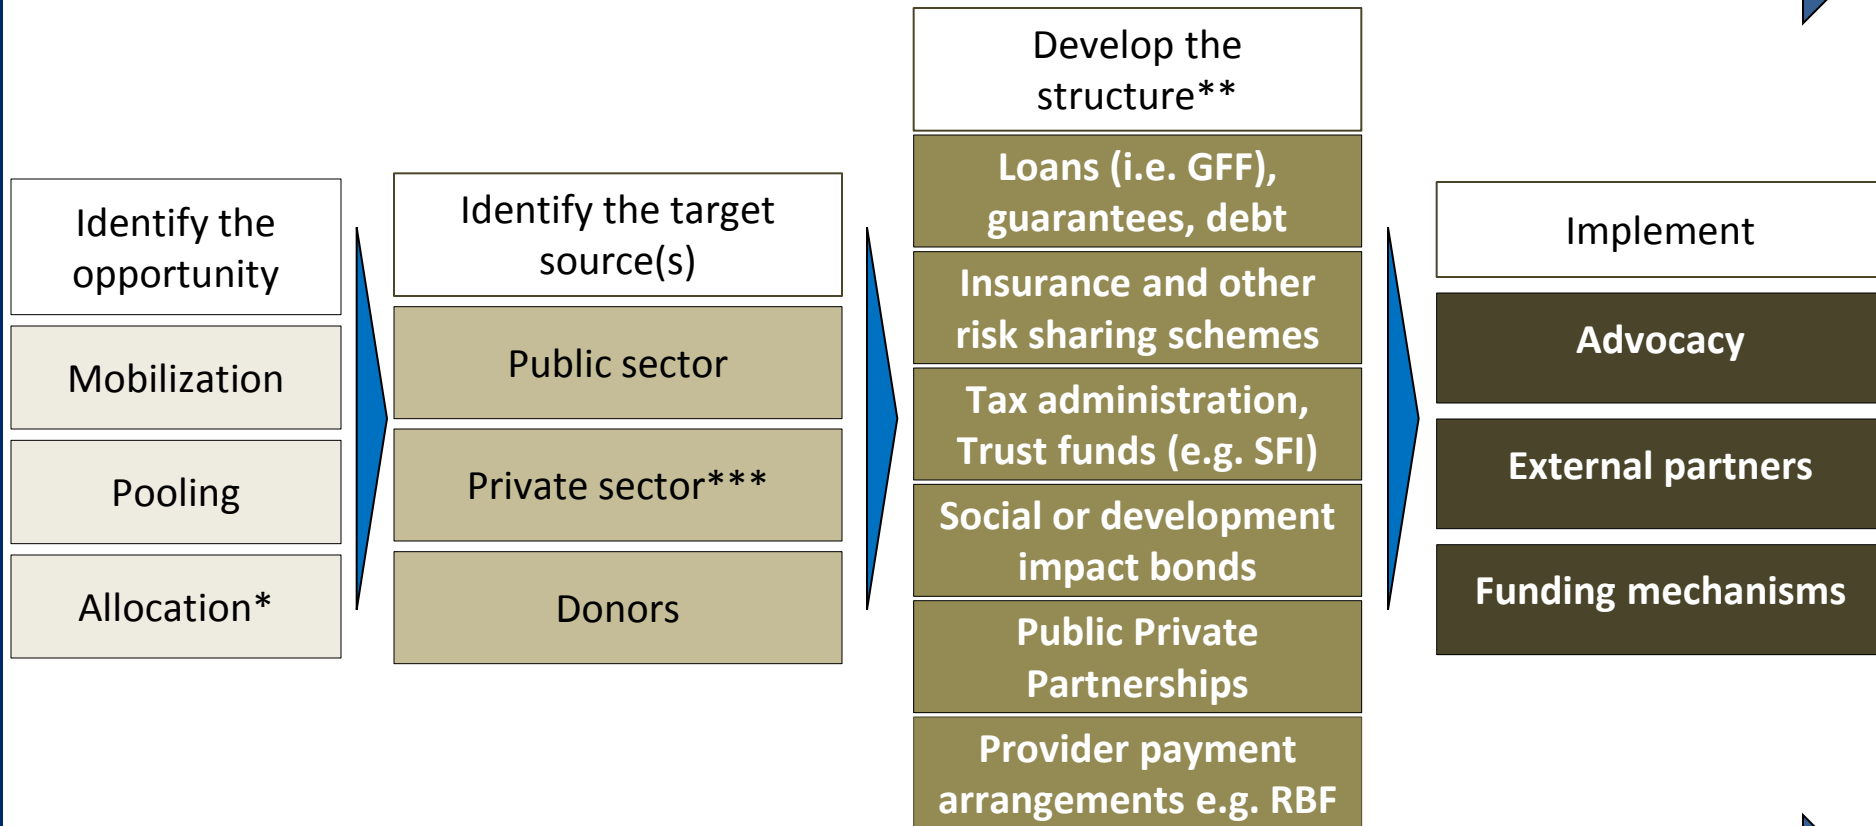 Identify the
opportunity
Mobilization
Pooling
Allocation*
Identify the target
source(s)
Public sector
Private sector***
Donors
Develop the
structure**
Loans (i.e. GFF),
guarantees, debt
Insurance and other
risk sharing schemes
Tax administration,
Trust funds (e.g. SFI)
Social or development
impact bonds
Public Private
Partnerships
Provider payment
arrangements e.g. RBF
Implement
Advocacy
External partners
Funding mechanisms